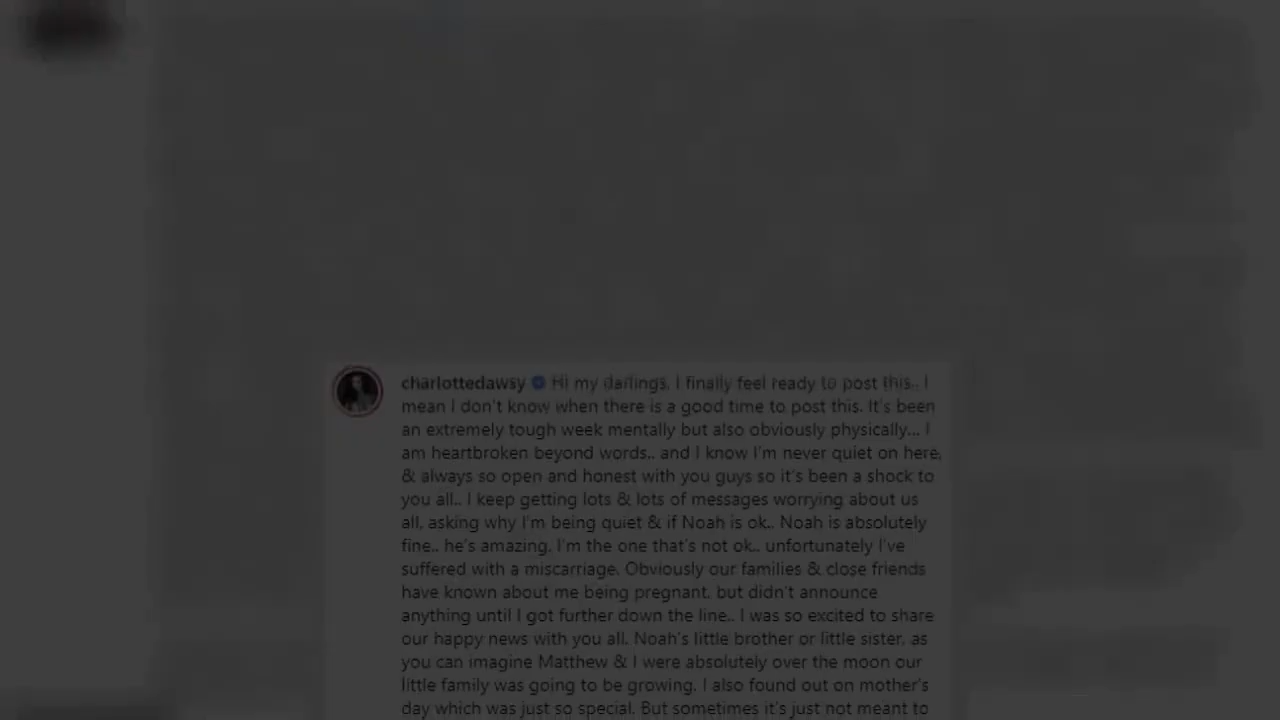 charlottedawsy Hi my darlings, I finally feel ready to post this.. I
mean I don't know when there is a good time to post this. It's been
an extremely tough week mentally but also obviously physically... I
am heartbroken beyond words.. and I know I'm never quiet on here,
& always so open and honest with you guys so it's been a shock to
you all.. I keep getting lots & lots of messages worrying about us
all, asking why I'm being quiet & if Noah is ok.. Noah is absolutely
fine.. he's amazing. I'm the one that's not ok.. unfortunately I've
suffered with a miscarriage. Obviously our families & close friends
have known about me being pregnant, but didn't announce
anything until I got further down the line.. I was so excited to share
our happy news with you all. Noah's little brother or little sister, as
you can imagine Matthew & I were absolutely over the moon our
little family was going to be growing. I also found out on mother's
day which was just so special. But sometimes it's just not meant to